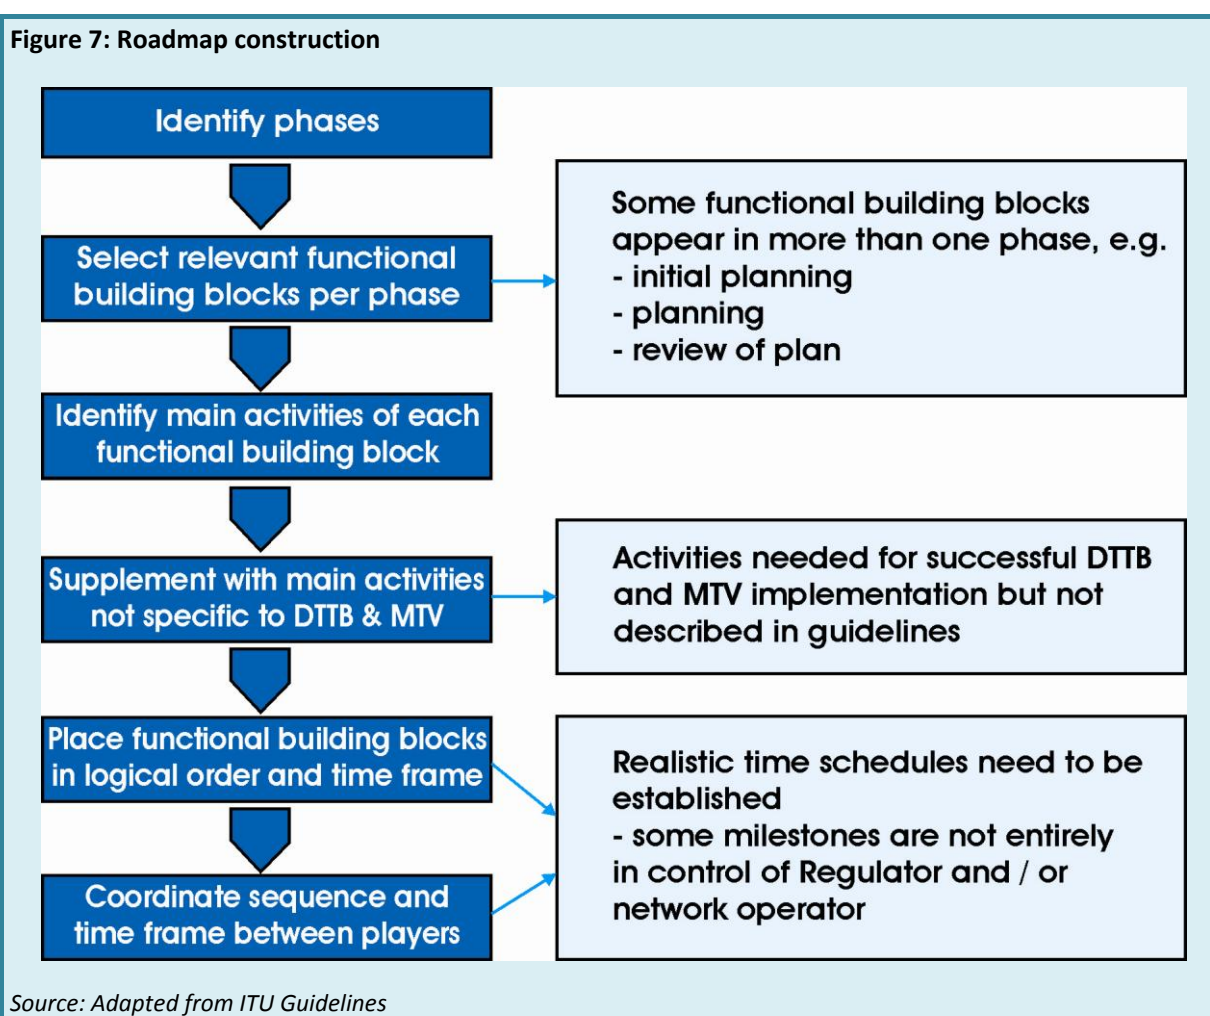 Figure 7: Roadmap construction
Identify phases
Select relevant functional
building blocks per phase
Some functional building blocks
appear in more than one phase, e.g.
- initial planning
- planning
- review of plan
Identify main activities of each
functional building block
Supplement with main activities
not specific to DTTB & MTV
Activities needed for successful DTTB
and MTV implementation but not
described in guidelines
Place functional building blocks
in logical order and time frame
Realistic time schedules need to be
established
- some milestones are not entirely
in control of Regulator and / or
network operator
Coordinate sequence and
time frame between players
Source: Adapted from ITU Guidelines